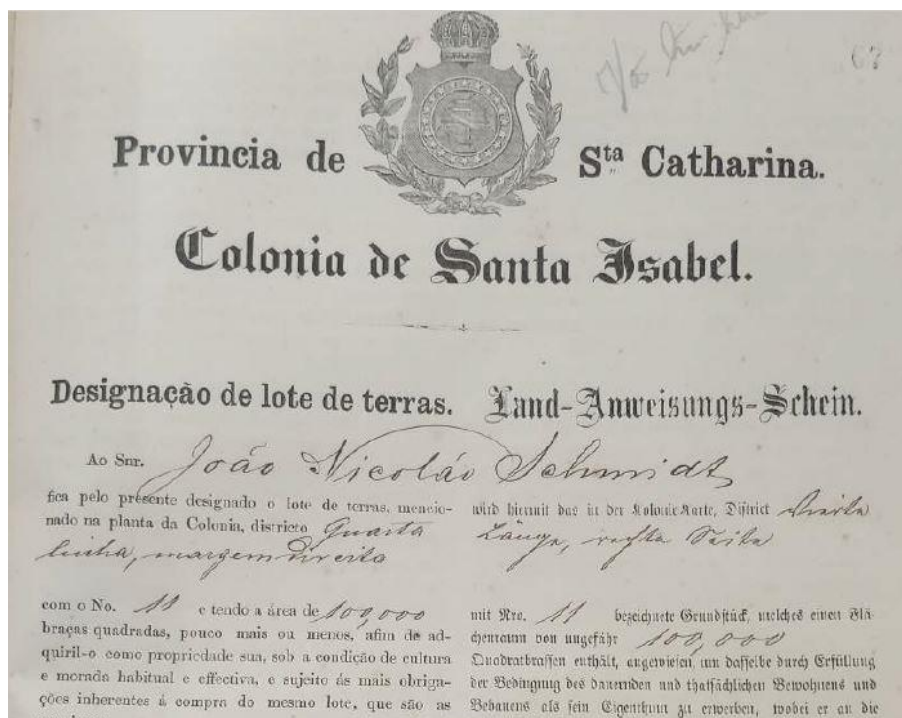 67
Provincia de Sta Catharina.
Colonia de Santa Isabel.
Designação de lote de terras.
Land-Anweisungs-Schein.
Ao Snr. João Nicoláo Schmidt
fica pelo presente designado o lote de terras, mencio-
nado na planta da Colonia, districto Quarta
linha, margem direita
com o No. 11 e tendo a área de 100,000
braças quadradas, pouco mais ou menos, afim de ad-
quiril-o como propriedade sua, sob a condição de cultura
e morada habitual e effectiva, e sujeito ás mais obriga-
ções inherentes á compra do mesmo lote, que são as
wird hiermit das in der Kolonie-Karte, District Vierte
Länge, rechte Seite
mit Nro. 11 bezeichnete Grundstück, welches einen Flä-
chenraum von ungefähr 100,000
Quadratbrassen enthält, angewiesen, um dasselbe durch Erfüllung
der Bedingung des dauernden und thatsächlichen Bewohnens und
Bebauens als sein Eigenthum zu erwerben, wobei er an die